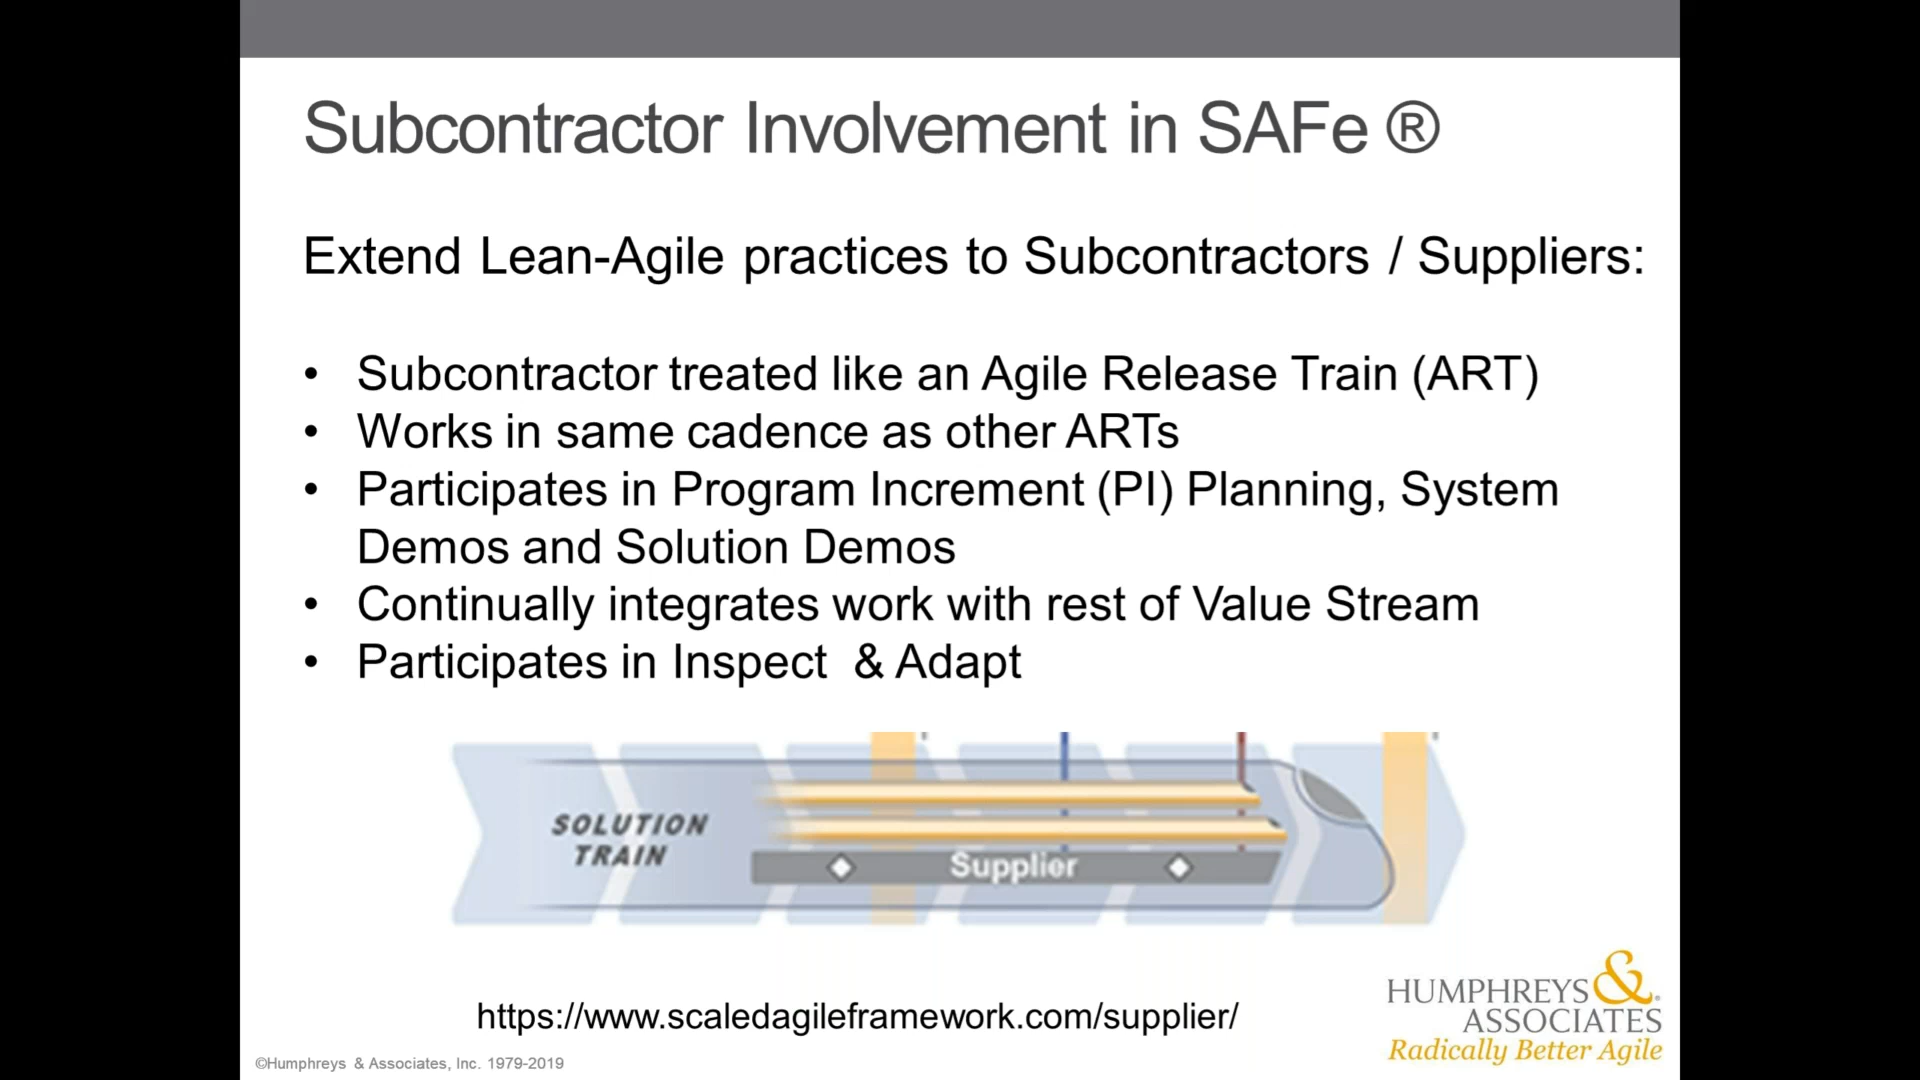 Subcontractor Involvement in SAFe ®
Extend Lean-Agile practices to Subcontractors / Suppliers:
• Subcontractor treated like an Agile Release Train (ART)
• Works in same cadence as other ARTs
• Participates in Program Increment (PI) Planning, System
Demos and Solution Demos
• Continually integrates work with rest of Value Stream
• Participates in Inspect & Adapt
SOLUTION
TRAIN
Supplier
https://www.scaledagileframework.com/supplier/
HUMPHREYS &
ASSOCIATES
Radically Better Agile
©Humphreys & Associates, Inc. 1979-2019